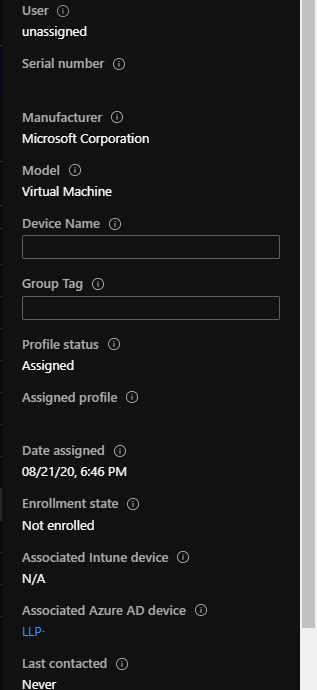 User
unassigned
Serial number
Manufacturer
Microsoft Corporation
Model
Virtual Machine
Device Name
Group Tag
Profile status
Assigned
Assigned profile
Date assigned
08/21/20, 6:46 PM
Enrollment state
Not enrolled
Associated Intune device
N/A
Associated Azure AD device
LLP-
Last contacted
Never